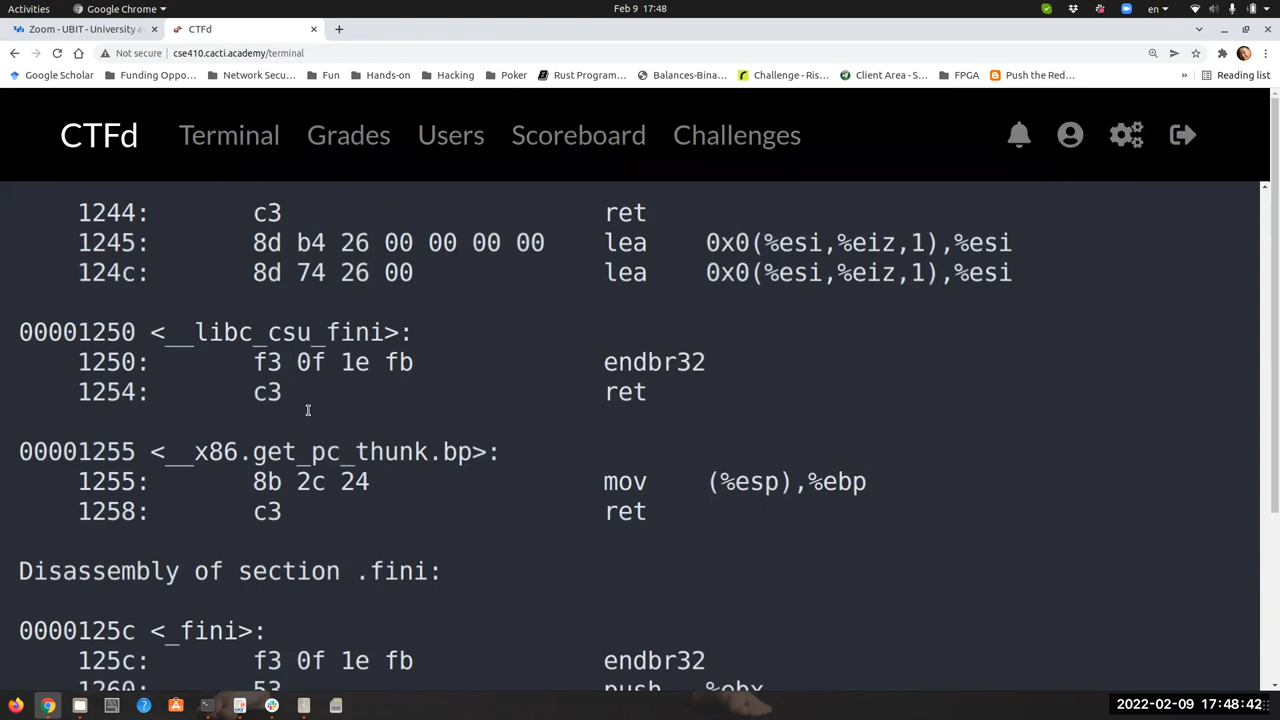 Activities Google Chrome Feb 9 17:48 en
Zoom - UBIT - University a CTFd
Not secure cse410.cacti.academy/terminal
Google Scholar Funding Oppo... Network Secu... Fun Hands-on Hacking Poker Rust Program... Balances-Bina... Challenge - Ris... Client Area - S... FPGA Push the Red... » Reading list
CTFd Terminal Grades Users Scoreboard Challenges
1244: c3 ret
1245: 8d b4 26 00 00 00 00 lea 0x0(%esi,%eiz,1),%esi
124c: 8d 74 26 00 lea 0x0(%esi,%eiz,1),%esi
00001250 <__libc_csu_fini>:
1250: f3 0f 1e fb endbr32
1254: c3 ret
00001255 <__x86.get_pc_thunk.bp>:
1255: 8b 2c 24 mov (%esp),%ebp
1258: c3 ret
Disassembly of section .fini:
0000125c <_fini>:
125c: f3 0f 1e fb endbr32
1260: 53 push %ebx
2022-02-09 17:48:42